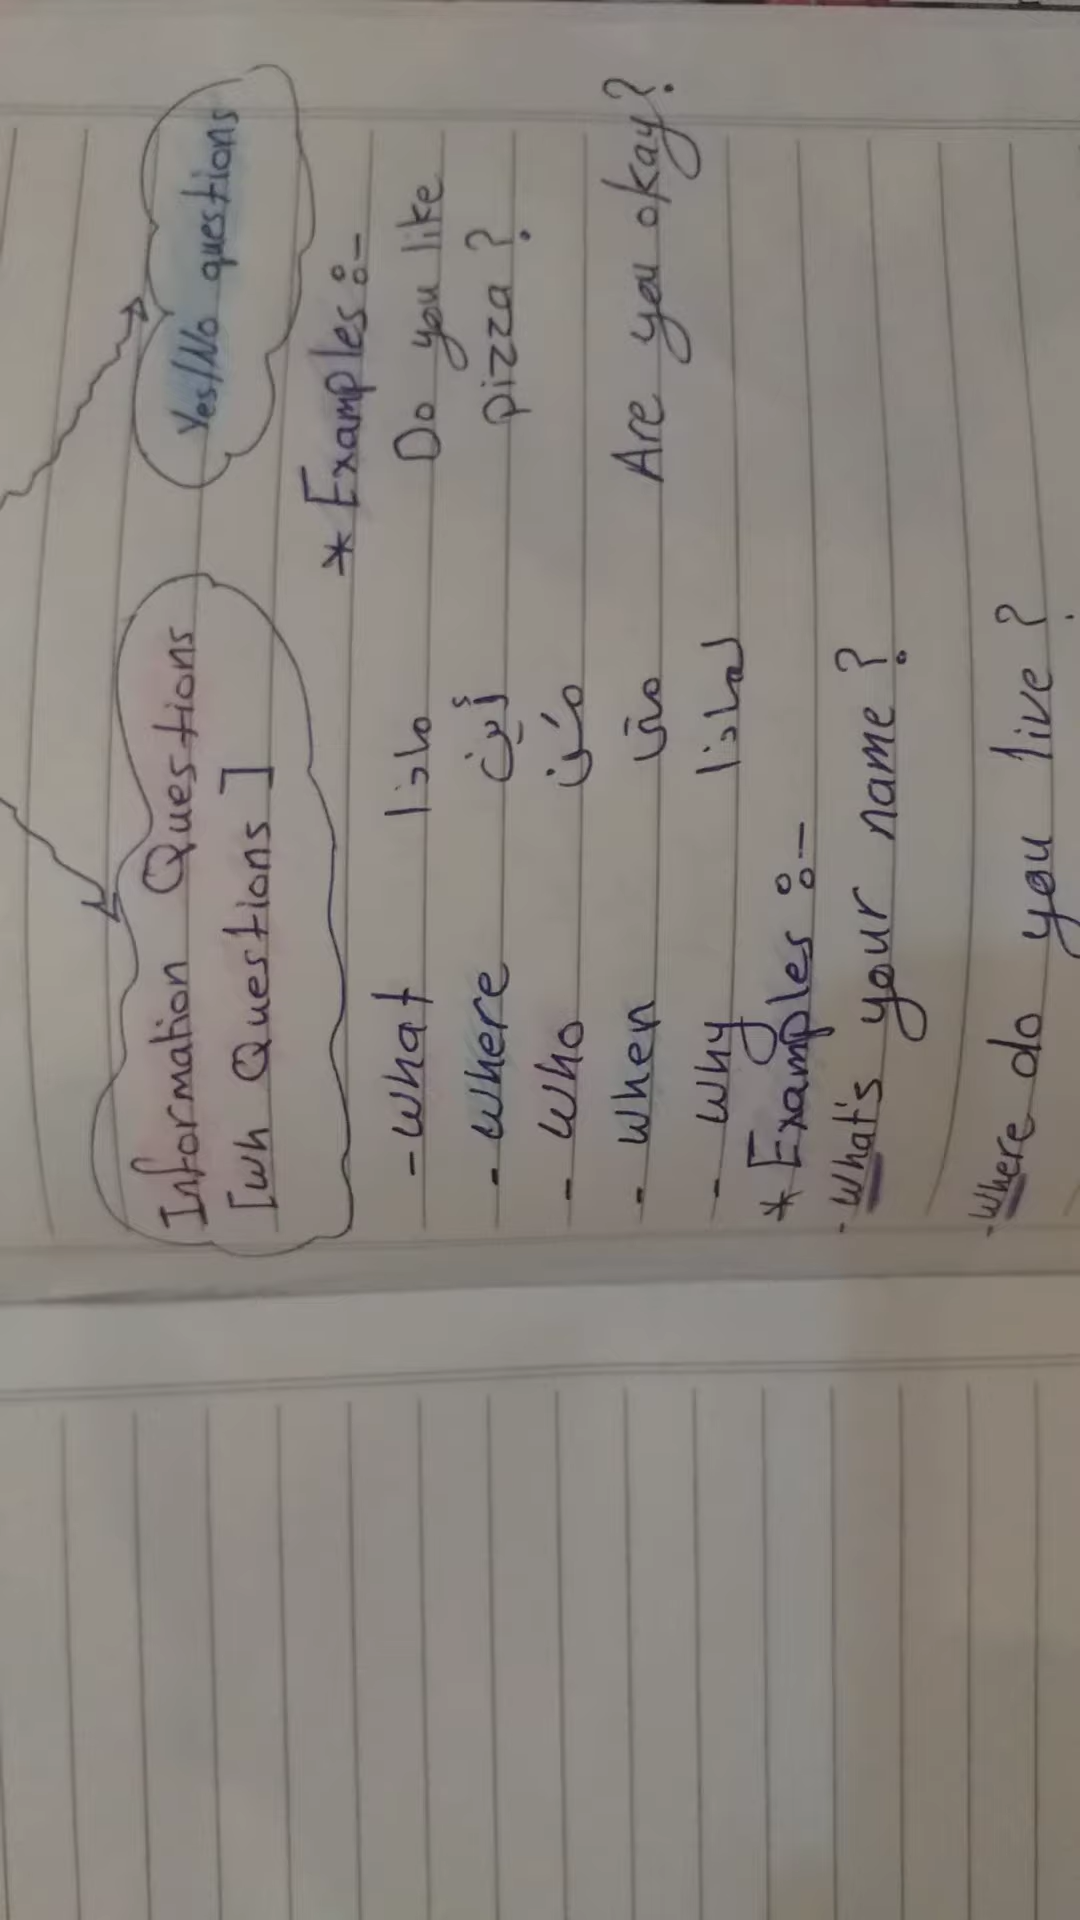 Information Questions
[Wh Questions]
- What ماذا
- Where أين
- Who مَن
- When متى
- Why لماذا
* Examples :-
- What's your name?
- Where do you live?
Yes/No questions
* Examples :-
Do you like
pizza?
Are you okay?